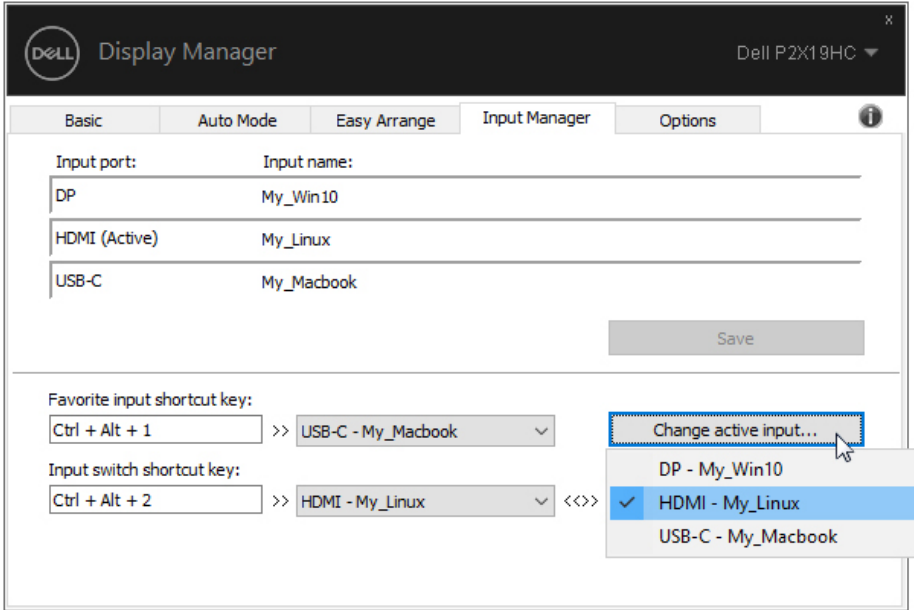 x
DELL Display Manager Dell P2X19HC
Basic Auto Mode Easy Arrange Input Manager Options i
Input port: Input name:
DP My_Win10
HDMI (Active) My_Linux
USB-C My_Macbook
Save
Favorite input shortcut key:
Ctrl + Alt + 1 >> USB-C - My_Macbook Change active input...
Input switch shortcut key:
DP - My_Win10
Ctrl + Alt + 2 >> HDMI - My_Linux <<>> HDMI - My_Linux
USB-C - My_Macbook